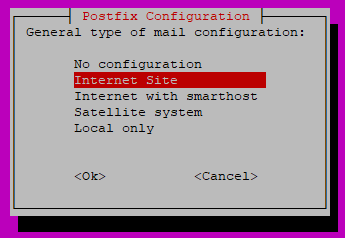 Postfix Configuration
General type of mail configuration:
No configuration
Internet Site
Internet with smarthost
Satellite system
Local only
<Ok> <Cancel>